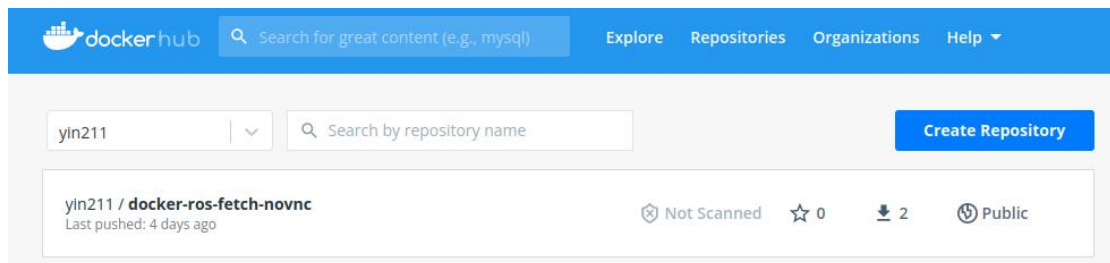 dockerhub Search for great content (e.g., mysql) Explore Repositories Organizations Help
yin211 Search by repository name Create Repository
yin211 / docker-ros-fetch-novnc Not Scanned 0 2 Public
Last pushed: 4 days ago